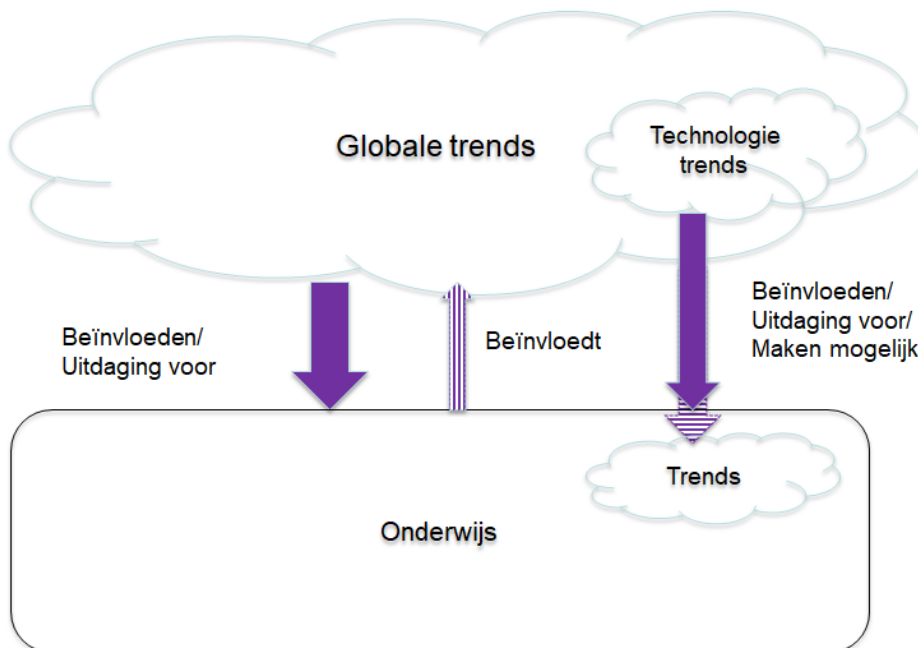 Globale trends
Technologie
trends
Beïnvloeden/
Uitdaging voor
Beïnvloedt
Beïnvloeden/
Uitdaging voor/
Maken mogelijk
Trends
Onderwijs